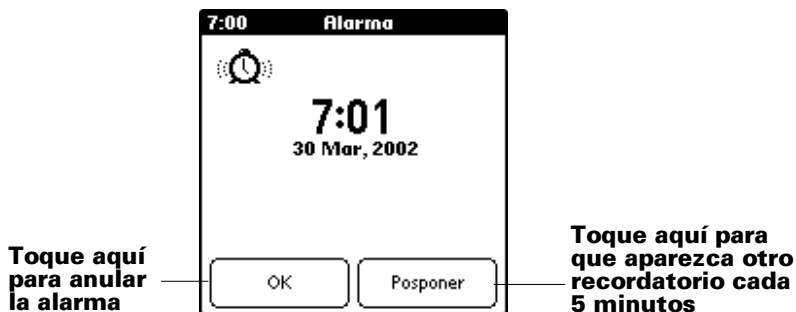 7:00 Alarma
7:01
30 Mar, 2002
Toque aquí
para anular
la alarma
OK
Posponer
Toque aquí para
que aparezca otro
recordatorio cada
5 minutos